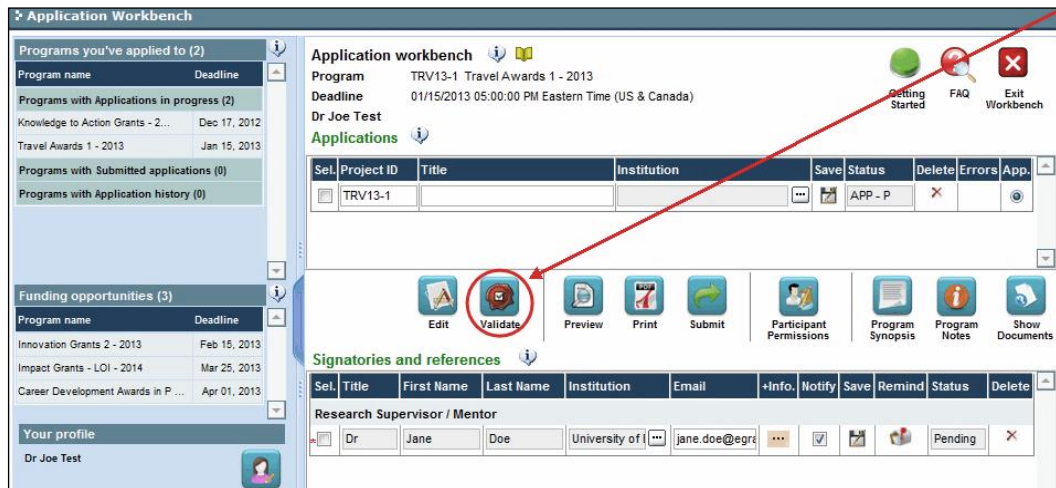 Application Workbench
Programs you've applied to (2)
Program name Deadline
Programs with Applications in progress (2)
Knowledge to Action Grants - 2... Dec 17, 2012
Travel Awards 1 - 2013 Jan 15, 2013
Programs with Submitted applications (0)
Programs with Application history (0)
Funding opportunities (3)
Program name Deadline
Innovation Grants 2 - 2013 Feb 15, 2013
Impact Grants - LOI - 2014 Mar 25, 2013
Career Development Awards in P ... Apr 01, 2013
Your profile
Dr Joe Test
Application workbench
Program TRV13-1 Travel Awards 1 - 2013
Deadline 01/15/2013 05:00:00 PM Eastern Time (US & Canada)
Dr Joe Test
Getting Started
FAQ
Exit Workbench
Applications
Sel. Project ID Title Institution Save Status Delete Errors App.
TRV13-1 ... APP - P
Edit Validate Preview Print Submit Participant Permissions Program Synopsis Program Notes Show Documents
Signatories and references
Sel. Title First Name Last Name Institution Email +Info. Notify Save Remind Status Delete
Research Supervisor / Mentor
Dr Jane Doe University of ... jane.doe@egra ... Pending